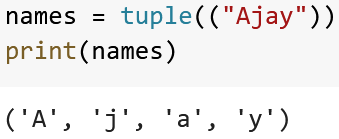 names = tuple(("Ajay"))
print(names)
('A', 'j', 'a', 'y')